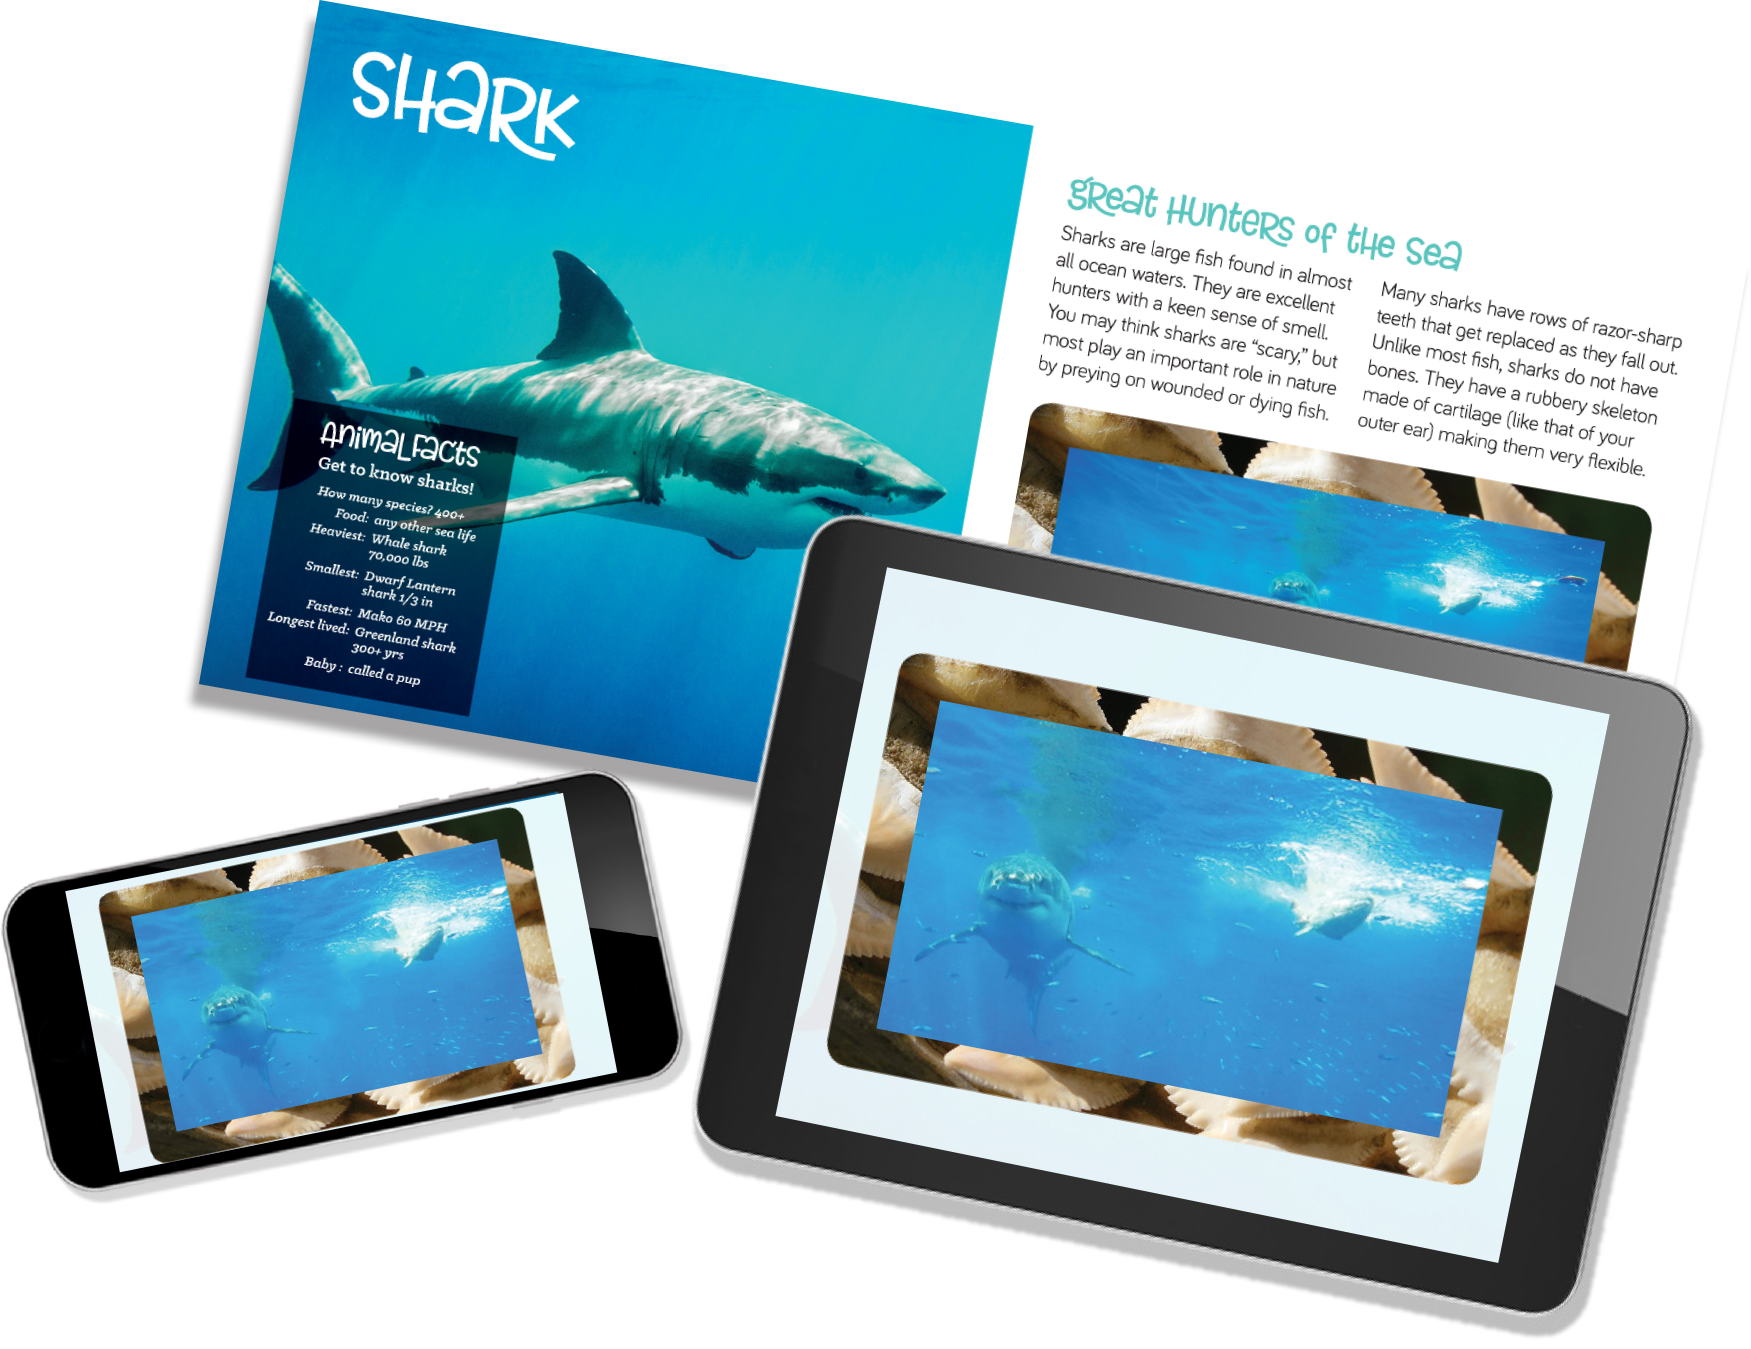 SHARK
Animal Facts
Get to know sharks!
How many species? 400+
Food: any other sea life
Heaviest: Whale shark
70,000 lbs
Smallest: Dwarf Lantern
shark 1/3 in
Fastest: Mako 60 MPH
Longest lived: Greenland shark
300+ yrs
Baby : called a pup
Great Hunters of the Sea
Sharks are large fish found in almost
all ocean waters. They are excellent
hunters with a keen sense of smell.
You may think sharks are “scary,” but
most play an important role in nature
by preying on wounded or dying fish.
Many sharks have rows of razor-sharp
teeth that get replaced as they fall out.
Unlike most fish, sharks do not have
bones. They have a rubbery skeleton
made of cartilage (like that of your
outer ear) making them very flexible.